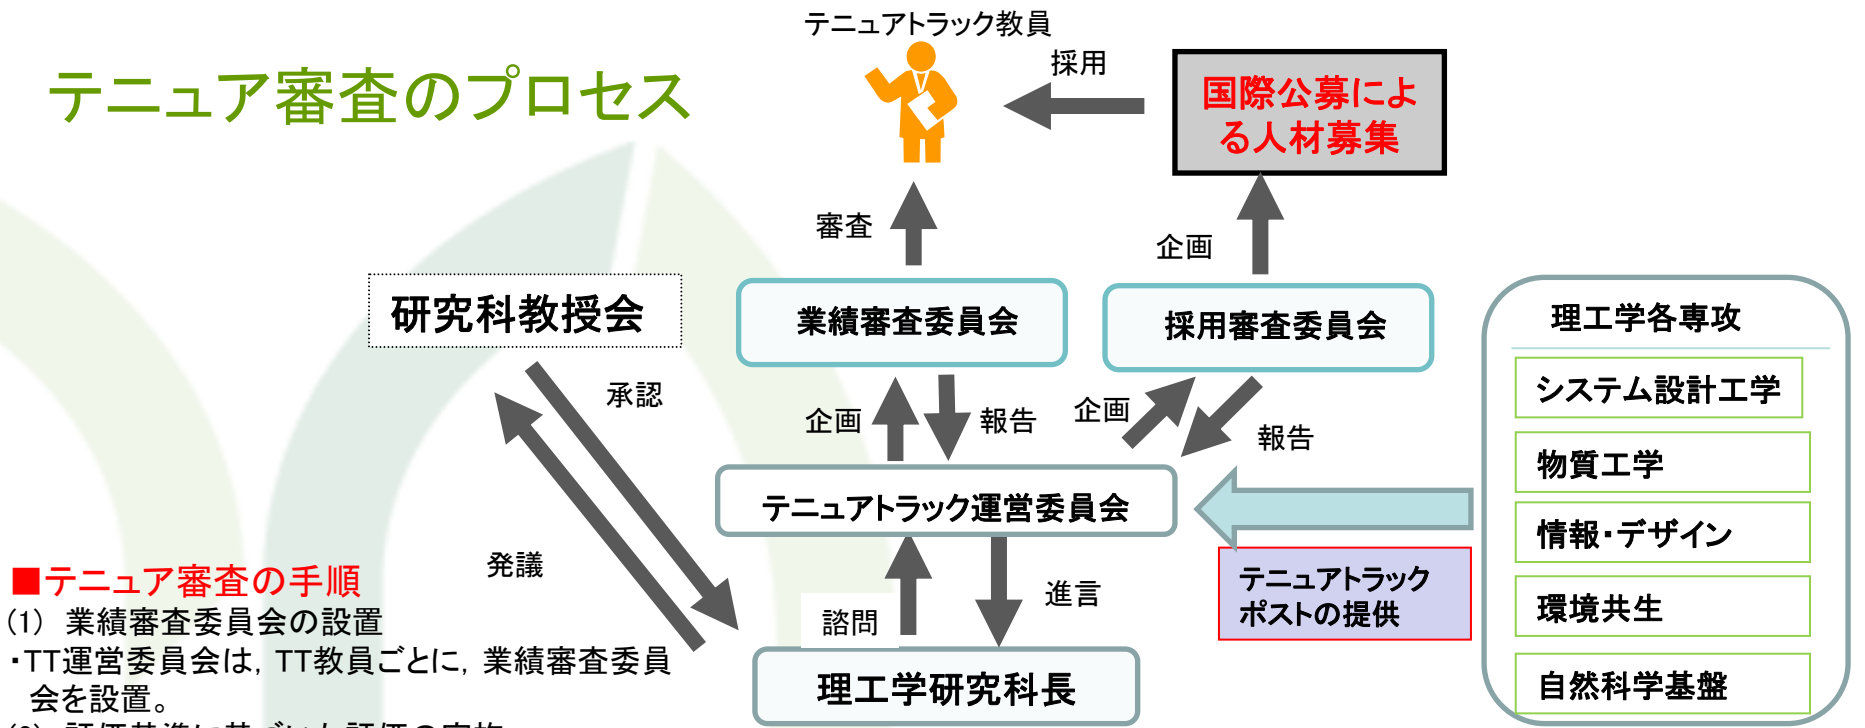 テニュア審査のプロセス
テニュアトラック教員
採用
国際公募によ
る人材募集
審査
企画
研究科教授会
業績審査委員会
採用審査委員会
理工学各専攻
システム設計工学
物質工学
情報・デザイン
環境共生
自然科学基盤
承認
企画
報告
企画
報告
テニュアトラック運営委員会
発議
諮問
進言
テニュアトラック
ポストの提供
理工学研究科長
■テニュア審査の手順
(1) 業績審査委員会の設置
・TT運営委員会は, TT教員ごとに, 業績審査委員
会を設置。